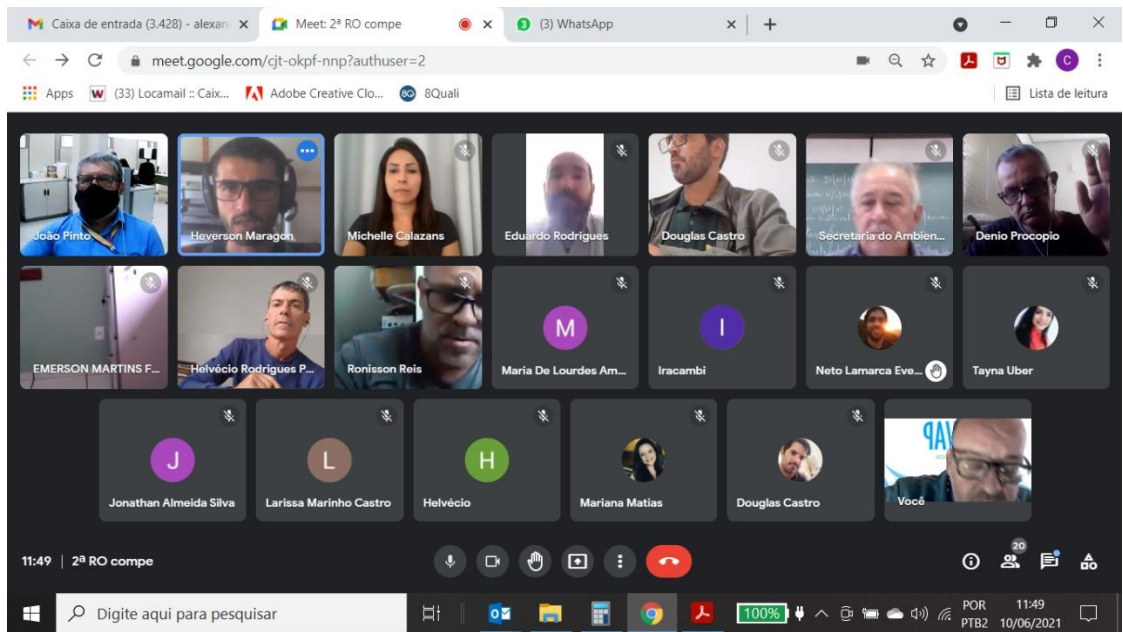 Caixa de entrada (3.428) - alexan
Meet: 2ª RO compe
(3) WhatsApp
meet.google.com/cjt-okpf-nnp?authuser=2
Apps
(33) Locamail :: Caix...
Adobe Creative Clo...
8Quali
Lista de leitura
João Pinto
Heverson Maragon
Michelle Calazans
Eduardo Rodrigues
Douglas Castro
Secretaria do Ambien...
Denio Procopio
EMERSON MARTINS F...
Helvécio Rodrigues P...
Ronisson Reis
M
Maria De Lourdes Am...
I
Iracambi
Neto Lamarca Eve...
Tayna Uber
J
Jonathan Almeida Silva
L
Larissa Marinho Castro
H
Helvécio
Mariana Matias
Douglas Castro
Você
11:49 | 2ª RO compe
20
Digite aqui para pesquisar
100%
POR
PTB2
11:49
10/06/2021